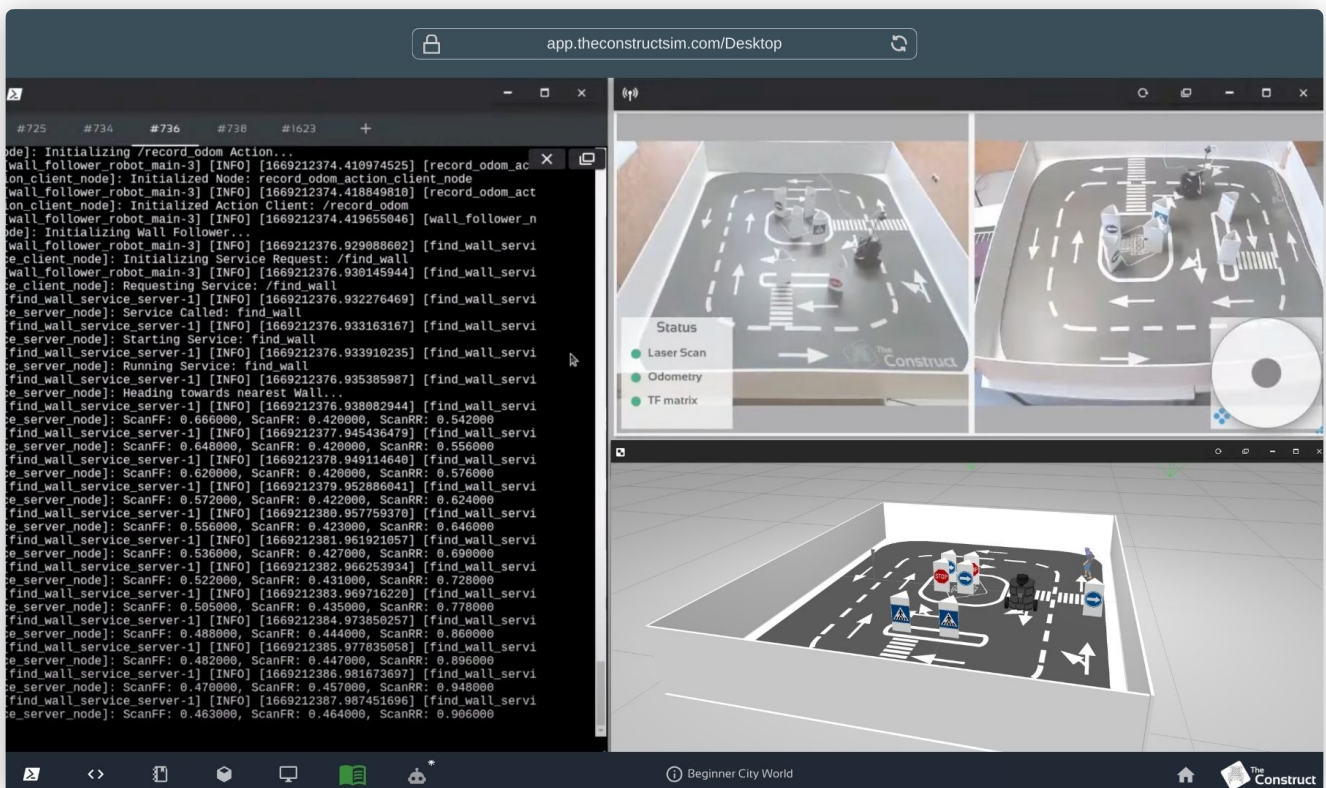 app.theconstructsim.com/Desktop
#725 #734 #736 #738 #1623 +
ode]: Initializing /record_odom Action...
[wall_follower_robot_main-3] [INFO] [1669212374.410974525] [record_odom_ac
ion_client_node]: Initialized Node: record_odom_action_client_node
[wall_follower_robot_main-3] [INFO] [1669212374.418849810] [record_odom_act
ion_client_node]: Initialized Action Client: /record_odom
[wall_follower_robot_main-3] [INFO] [1669212374.419655046] [wall_follower_n
ode]: Initializing Wall Follower...
[wall_follower_robot_main-3] [INFO] [1669212376.929088602] [find_wall_servi
ce_client_node]: Initializing Service Request: /find_wall
[wall_follower_robot_main-3] [INFO] [1669212376.930145944] [find_wall_servi
ce_client_node]: Requesting Service: /find_wall
[find_wall_service_server-1] [INFO] [1669212376.932276469] [find_wall_servi
ce_server_node]: Service Called: find_wall
[find_wall_service_server-1] [INFO] [1669212376.933163167] [find_wall_servi
ce_server_node]: Starting Service: find_wall
[find_wall_service_server-1] [INFO] [1669212376.933910235] [find_wall_servi
ce_server_node]: Running Service: find_wall
[find_wall_service_server-1] [INFO] [1669212376.935385987] [find_wall_servi
ce_server_node]: Heading towards nearest Wall...
[find_wall_service_server-1] [INFO] [1669212376.938082944] [find_wall_servi
ce_server_node]: ScanFF: 0.666000, ScanFR: 0.420000, ScanRR: 0.542000
[find_wall_service_server-1] [INFO] [1669212377.945436479] [find_wall_servi
ce_server_node]: ScanFF: 0.648000, ScanFR: 0.420000, ScanRR: 0.556000
[find_wall_service_server-1] [INFO] [1669212378.949114640] [find_wall_servi
ce_server_node]: ScanFF: 0.620000, ScanFR: 0.420000, ScanRR: 0.576000
[find_wall_service_server-1] [INFO] [1669212379.952886041] [find_wall_servi
ce_server_node]: ScanFF: 0.572000, ScanFR: 0.422000, ScanRR: 0.624000
[find_wall_service_server-1] [INFO] [1669212380.957759370] [find_wall_servi
ce_server_node]: ScanFF: 0.556000, ScanFR: 0.423000, ScanRR: 0.646000
[find_wall_service_server-1] [INFO] [1669212381.961921057] [find_wall_servi
ce_server_node]: ScanFF: 0.536000, ScanFR: 0.427000, ScanRR: 0.690000
[find_wall_service_server-1] [INFO] [1669212382.966253934] [find_wall_servi
ce_server_node]: ScanFF: 0.522000, ScanFR: 0.431000, ScanRR: 0.728000
[find_wall_service_server-1] [INFO] [1669212383.969716220] [find_wall_servi
ce_server_node]: ScanFF: 0.505000, ScanFR: 0.435000, ScanRR: 0.778000
[find_wall_service_server-1] [INFO] [1669212384.973850257] [find_wall_servi
ce_server_node]: ScanFF: 0.488000, ScanFR: 0.444000, ScanRR: 0.860000
[find_wall_service_server-1] [INFO] [1669212385.977835058] [find_wall_servi
ce_server_node]: ScanFF: 0.482000, ScanFR: 0.447000, ScanRR: 0.896000
[find_wall_service_server-1] [INFO] [1669212386.981673697] [find_wall_servi
ce_server_node]: ScanFF: 0.470000, ScanFR: 0.457000, ScanRR: 0.948000
[find_wall_service_server-1] [INFO] [1669212387.987451696] [find_wall_servi
ce_server_node]: ScanFF: 0.463000, ScanFR: 0.464000, ScanRR: 0.906000
Status
Laser Scan
Odometry
TF matrix
The
Construct
STOP
Beginner City World
The
Construct